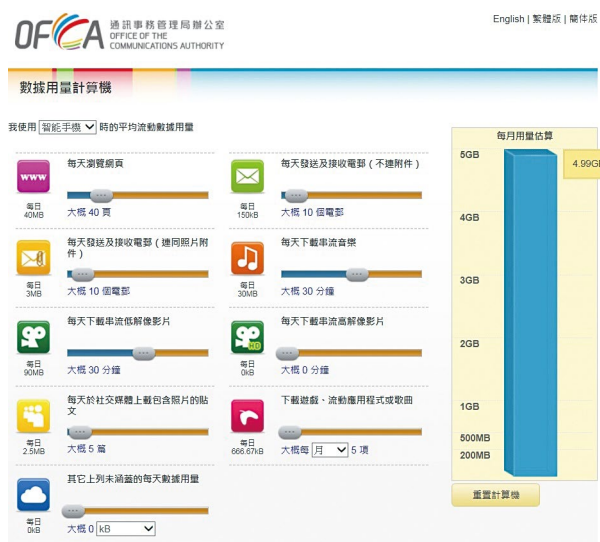 English | 繁體版 | 簡体版
OFCA
通訊事務管理局辦公室
OFFICE OF THE
COMMUNICATIONS AUTHORITY
數據用量計算機
我使用 智能手機 時的平均流動數據用量
www
每日
40MB
每天瀏覽網頁
大概 40 頁
每日
150kB
每天發送及接收電郵（不連附件）
大概 10 個電郵
每日
3MB
每天發送及接收電郵（連同照片附
件）
大概 10 個電郵
每日
30MB
每天下載串流音樂
大概 30 分鐘
每日
90MB
每天下載串流低解像影片
大概 30 分鐘
HD
每日
0kB
每天下載串流高解像影片
大概 0 分鐘
每日
2.5MB
每天於社交媒體上載包含照片的貼
文
大概 5 篇
每日
666.67kB
下載遊戲、流動應用程式或歌曲
大概每 月 5 項
每日
0kB
其它上列未涵蓋的每天數據用量
大概 0 kB
每月用量估算
5GB
4.99GB
4GB
3GB
2GB
1GB
500MB
200MB
重置計算機